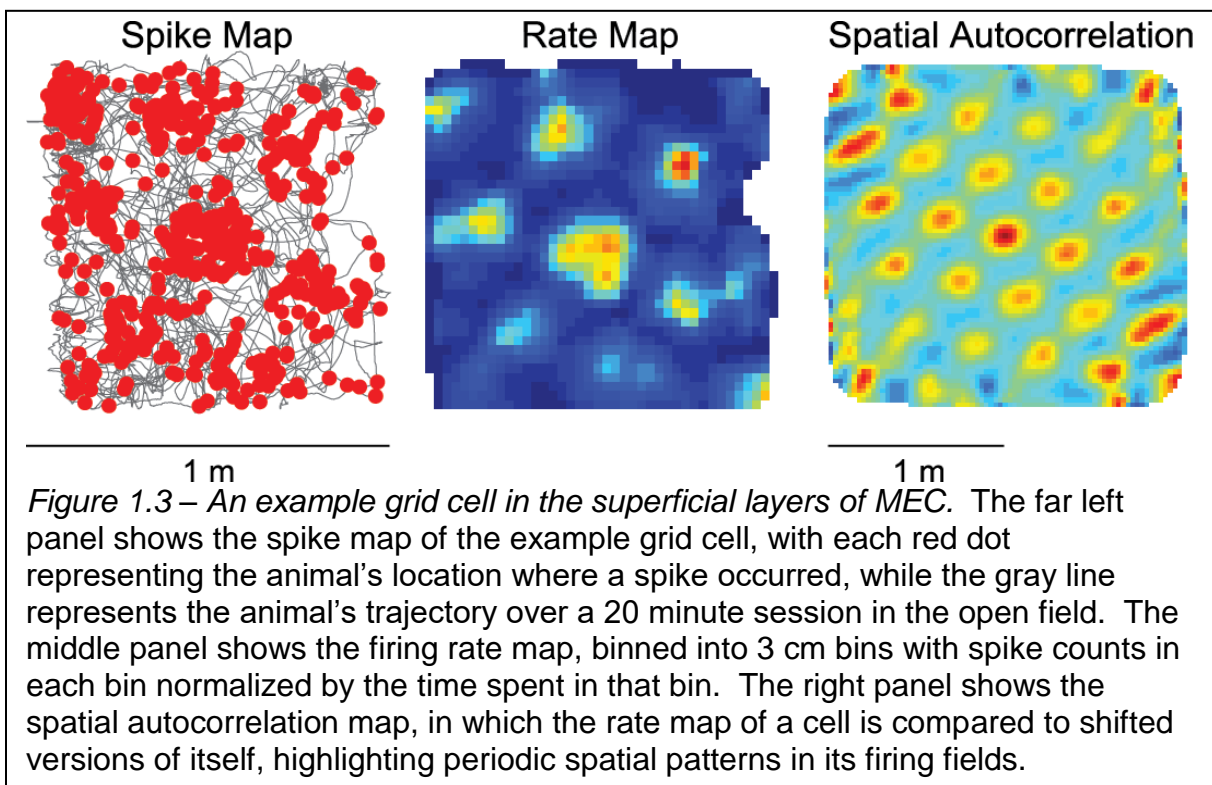 Spike Map
Rate Map
Spatial Autocorrelation
1 m
1 m
Figure 1.3 – An example grid cell in the superficial layers of MEC.  The far left
panel shows the spike map of the example grid cell, with each red dot
representing the animal's location where a spike occurred, while the gray line
represents the animal's trajectory over a 20 minute session in the open field.  The
middle panel shows the firing rate map, binned into 3 cm bins with spike counts in
each bin normalized by the time spent in that bin.  The right panel shows the
spatial autocorrelation map, in which the rate map of a cell is compared to shifted
versions of itself, highlighting periodic spatial patterns in its firing fields.